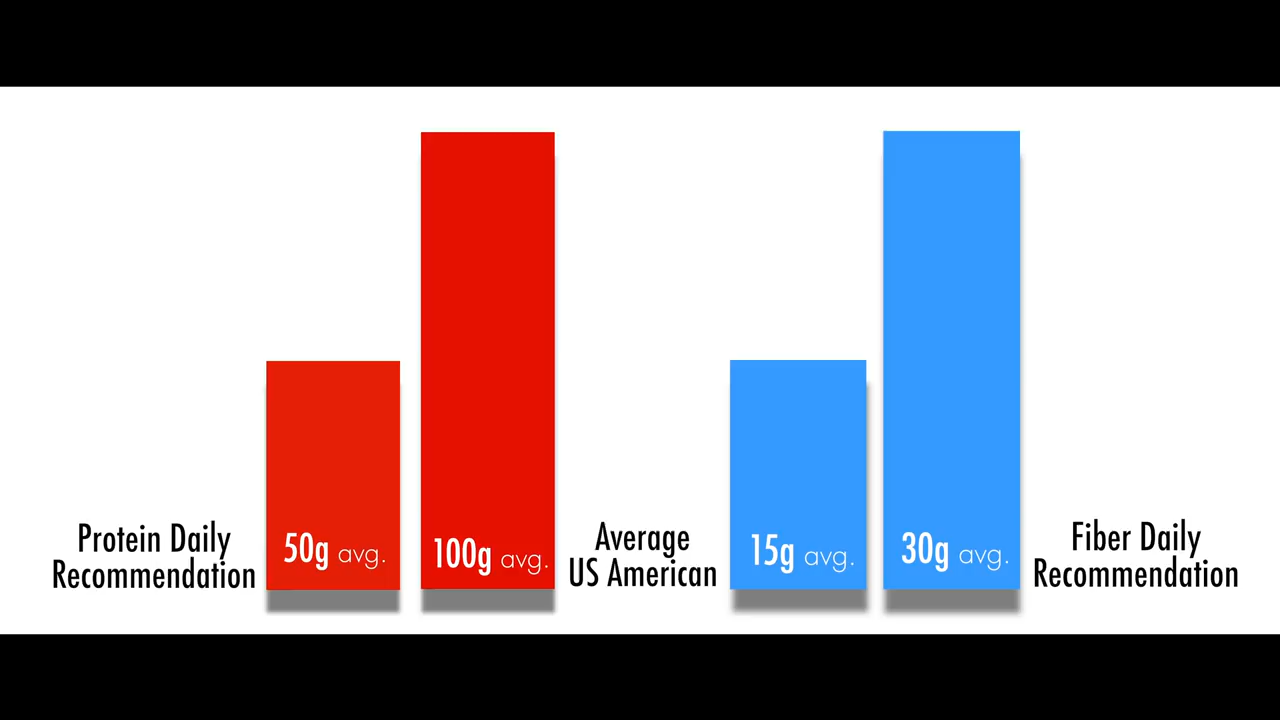 Protein Daily
Recommendation
50g avg.
100g avg.
Average
US American
15g avg.
30g avg.
Fiber Daily
Recommendation